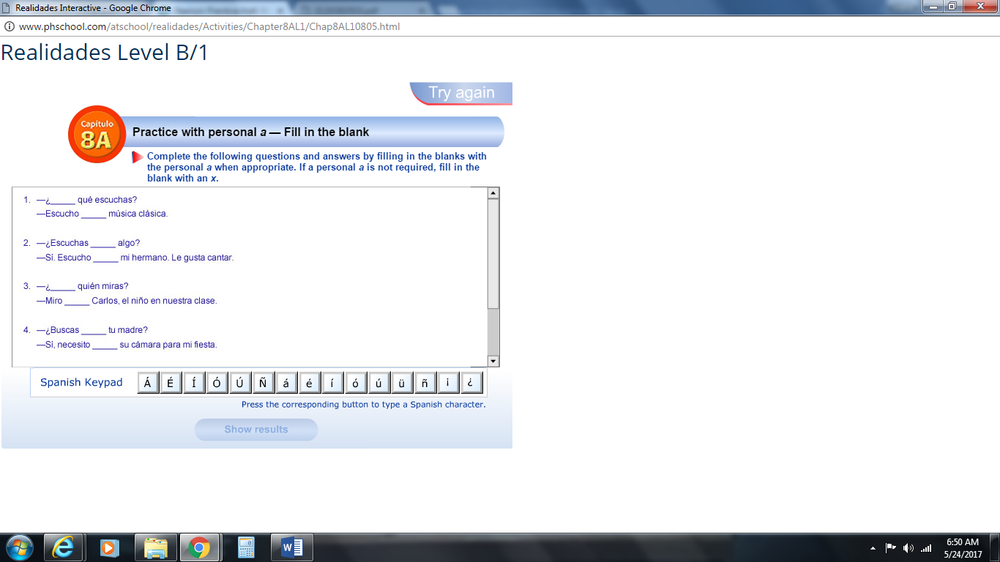 Realidades Interactive - Google Chrome
www.phschool.com/atschool/realidades/Activities/Chapter8AL1/Chap8AL10805.html
Realidades Level B/1
Try again
Capítulo
8A
Practice with personal a — Fill in the blank
Complete the following questions and answers by filling in the blanks with
the personal a when appropriate. If a personal a is not required, fill in the
blank with an x.
1. —¿_____ qué escuchas?
—Escucho _____ música clásica.
2. —¿Escuchas _____ algo?
—Sí. Escucho _____ mi hermano. Le gusta cantar.
3. —¿_____ quién miras?
—Miro _____ Carlos, el niño en nuestra clase.
4. —¿Buscas _____ tu madre?
—Sí, necesito _____ su cámara para mi fiesta.
Spanish Keypad Á É Í Ó Ú Ñ á é í ó ú ü ñ ¡ ¿
Press the corresponding button to type a Spanish character.
Show results
6:50 AM
5/24/2017